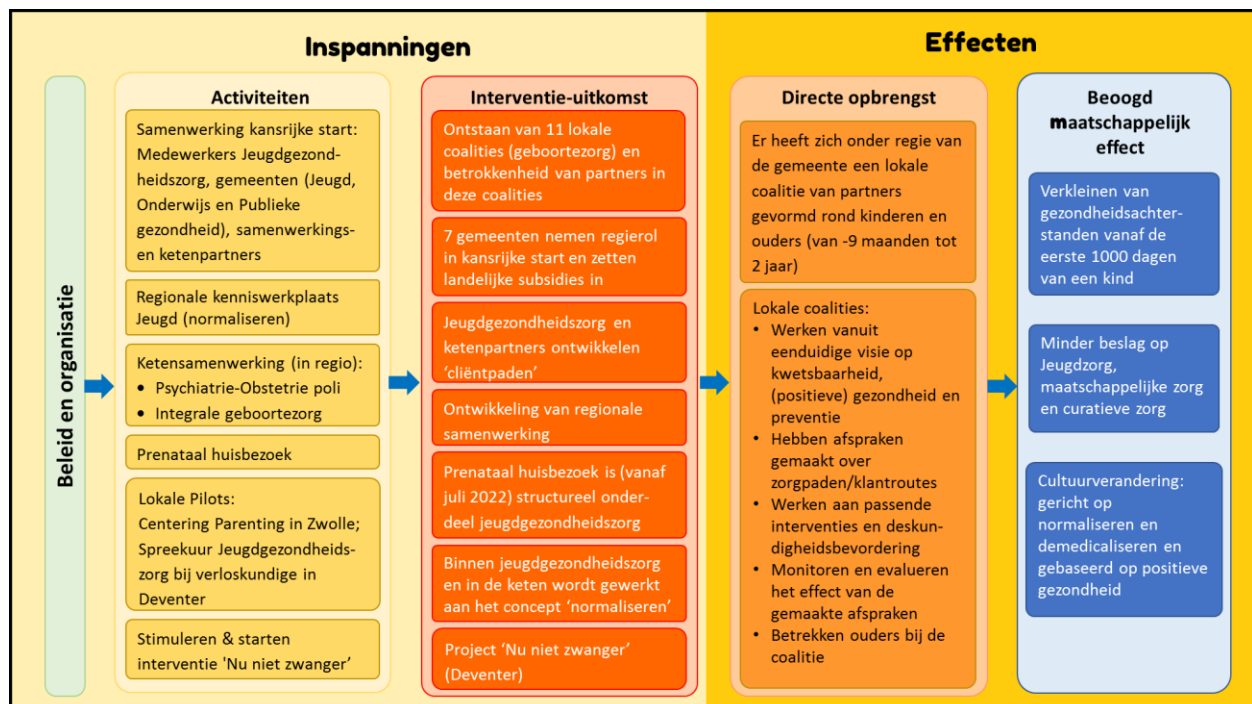 Inspanningen
Effecten
Beleid en organisatie
Activiteiten
Samenwerking kansrijke start:
Medewerkers Jeugdgezond-
heidszorg, gemeenten (Jeugd,
Onderwijs en Publieke
gezondheid), samenwerkings-
en ketenpartners
Regionale kenniswerkplaats
Jeugd (normaliseren)
Ketensamenwerking (in regio):
• Psychiatrie-Obstetrie poli
• Integrale geboortezorg
Prenataal huisbezoek
Lokale Pilots:
Centering Parenting in Zwolle;
Spreekuur Jeugdgezondheids-
zorg bij verloskundige in
Deventer
Stimuleren & starten
interventie 'Nu niet zwanger’
Interventie-uitkomst
Ontstaan van 11 lokale
coalities (geboortezorg) en
betrokkenheid van partners in
deze coalities
7 gemeenten nemen regierol
in kansrijke start en zetten
landelijke subsidies in
Jeugdgezondheidszorg en
ketenpartners ontwikkelen
‘cliëntpaden’
Ontwikkeling van regionale
samenwerking
Prenataal huisbezoek is (vanaf
juli 2022) structureel onder-
deel jeugdgezondheidszorg
Binnen jeugdgezondheidszorg
en in de keten wordt gewerkt
aan het concept ‘normaliseren’
Project ‘Nu niet zwanger’
(Deventer)
Directe opbrengst
Er heeft zich onder regie van
de gemeente een lokale
coalitie van partners
gevormd rond kinderen en
ouders (van -9 maanden tot
2 jaar)
Lokale coalities:
• Werken vanuit
eenduidige visie op
kwetsbaarheid,
(positieve) gezondheid en
preventie
• Hebben afspraken
gemaakt over
zorgpaden/klantroutes
• Werken aan passende
interventies en deskun-
digheidsbevordering
• Monitoren en evalueren
het effect van de
gemaakte afspraken
• Betrekken ouders bij de
coalitie
Beoogd
maatschappelijk
effect
Verkleinen van
gezondheidsachter-
standen vanaf de
eerste 1000 dagen
van een kind
Minder beslag op
Jeugdzorg,
maatschappelijke zorg
en curatieve zorg
Cultuurverandering:
gericht op
normaliseren en
demedicaliseren en
gebaseerd op positieve
gezondheid